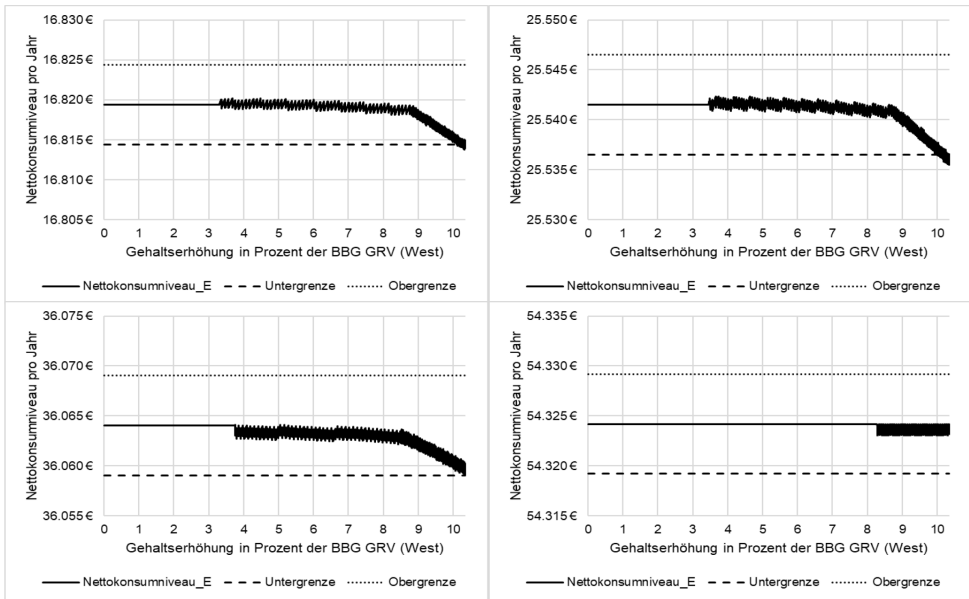 Nettokonsumniveau pro Jahr
16.830€
16.825€
16.820€
16.815€
16.810€
16.805€
0 1 2 3 4 5 6 7 8 9 10
Gehaltserhöhung in Prozent der BBG GRV (West)
Nettokonsumniveau_E Untergrenze Obergrenze
Nettokonsumniveau pro Jahr
25.550€
25.545€
25.540€
25.535€
25.530€
0 1 2 3 4 5 6 7 8 9 10
Gehaltserhöhung in Prozent der BBG GRV (West)
Nettokonsumniveau_E Untergrenze Obergrenze
Nettokonsumniveau pro Jahr
36.075€
36.070€
36.065€
36.060€
36.055€
0 1 2 3 4 5 6 7 8 9 10
Gehaltserhöhung in Prozent der BBG GRV (West)
Nettokonsumniveau_E Untergrenze Obergrenze
Nettokonsumniveau pro Jahr
54.335€
54.330€
54.325€
54.320€
54.315€
0 1 2 3 4 5 6 7 8 9 10
Gehaltserhöhung in Prozent der BBG GRV (West)
Nettokonsumniveau_E Untergrenze Obergrenze